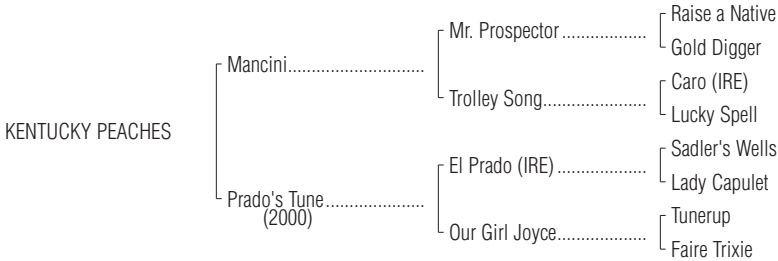 Raise a Native
Mr. Prospector...................
Gold Digger
Mancini...........................
Caro (IRE)
Trolley Song.......................
Lucky Spell
KENTUCKY PEACHES
Sadler's Wells
El Prado (IRE) ...................
Lady Capulet
Prado's Tune.....................
(2000)
Tunerup
Our Girl Joyce...................
Faire Trixie